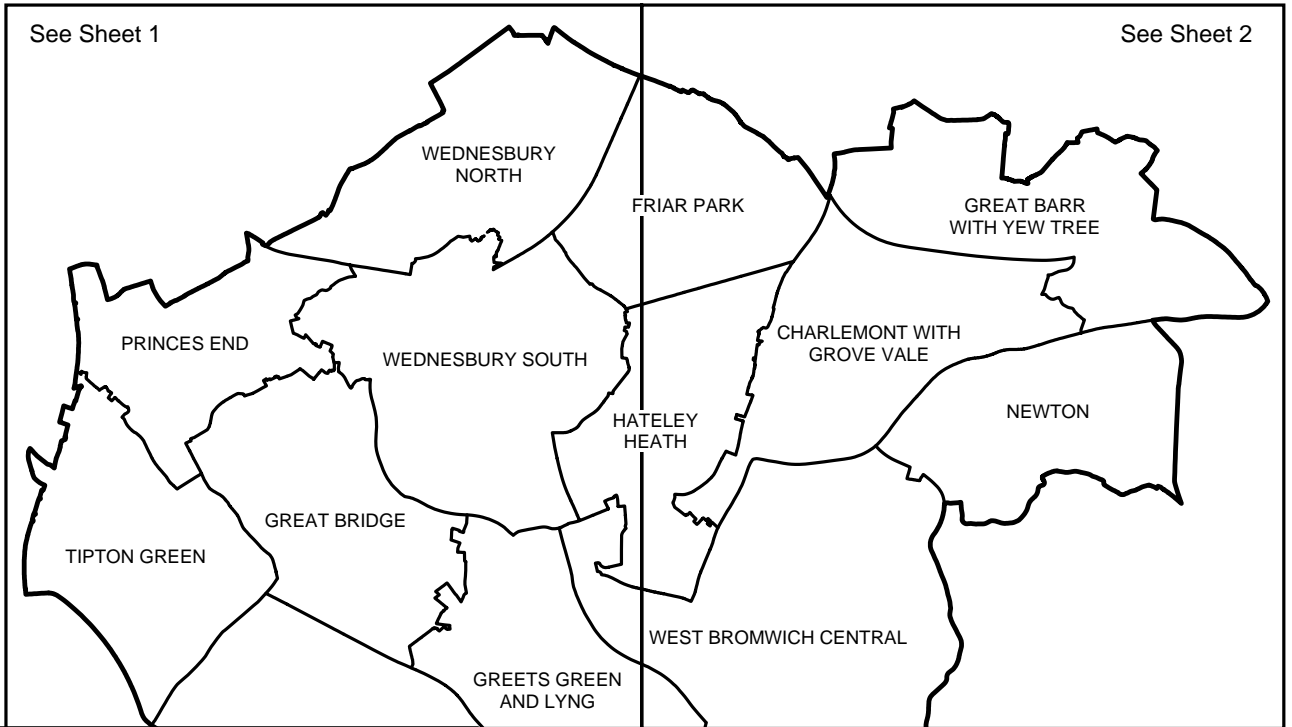 See Sheet 1
See Sheet 2
WEDNESBURY
NORTH
FRIAR PARK
GREAT BARR
WITH YEW TREE
PRINCES END
WEDNESBURY SOUTH
CHARLEMONT WITH
GROVE VALE
HATELEY
HEATH
NEWTON
GREAT BRIDGE
TIPTON GREEN
WEST BROMWICH CENTRAL
GREETS GREEN
AND LYNG